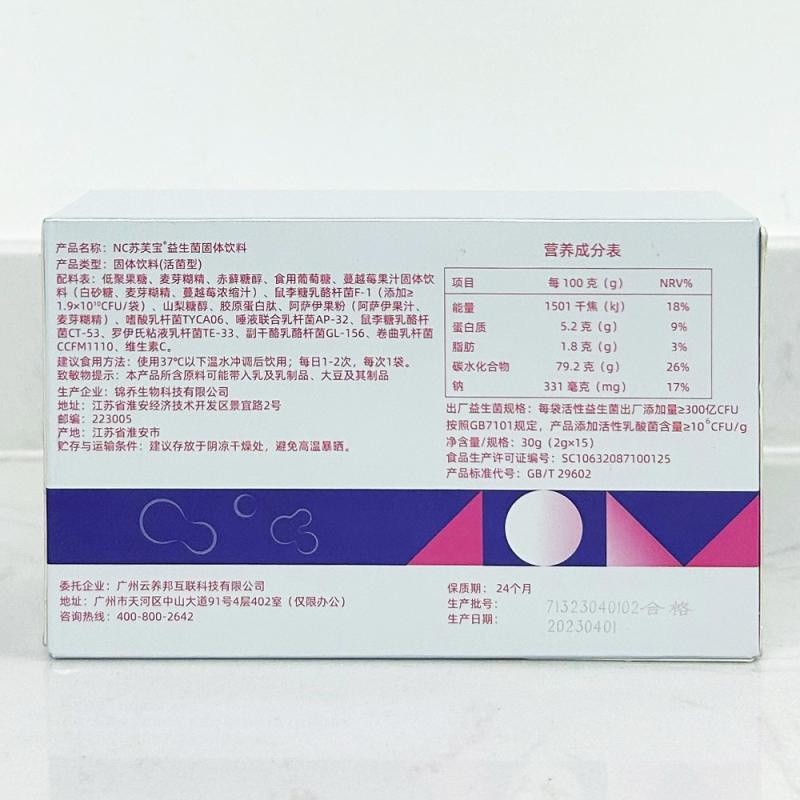 产品名称：NC苏芙宝®益生菌固体饮料
产品类型：固体饮料(活菌型)
配料表：低聚果糖、麦芽糊精、赤藓糖醇、食用葡萄糖、蔓越莓果汁固体饮
料（白砂糖、麦芽糊精、蔓越莓浓缩汁）、鼠李糖乳酪杆菌F-1（添加≥
1.9×10¹⁰CFU/袋）、山梨糖醇、胶原蛋白肽、阿萨伊果粉（阿萨伊果汁、
麦芽糊精）、嗜酸乳杆菌TYCA06、唾液联合乳杆菌AP-32、鼠李糖乳酪杆
菌CT-53、罗伊氏粘液乳杆菌TE-33、副干酪乳酪杆菌GL-156、卷曲乳杆菌
CCFM1110、维生素C。
建议食用方法：使用37℃以下温水冲调后饮用；每日1-2次，每次1袋。
致敏物提示：本产品所含原料可能带入乳及乳制品、大豆及其制品
生产企业：锦乔生物科技有限公司
地址：江苏省淮安经济技术开发区景宜路2号
邮编：223005
产地：江苏省淮安市
贮存与运输条件：建议存放于阴凉干燥处，避免高温暴晒。
营养成分表
项目 每 100 克（g） NRV%
能量 1501 千焦（kJ） 18%
蛋白质 5.2 克（g） 9%
脂肪 1.8 克（g） 3%
碳水化合物 79.2 克（g） 26%
钠 331 毫克（mg） 17%
出厂益生菌规格：每袋活性益生菌出厂添加量≥300亿CFU
按照GB7101规定，产品添加活性乳酸菌含量≥10⁶CFU/g
净含量/规格：30g（2g×15）
食品生产许可证编号：SC10632087100125
产品标准代号：GB/T 29602
委托企业：广州云养邦互联科技有限公司
地址：广州市天河区中山大道91号4层402室（仅限办公）
咨询热线：400-800-2642
保质期：24个月
生产批号：71323040102合格
生产日期：20230401